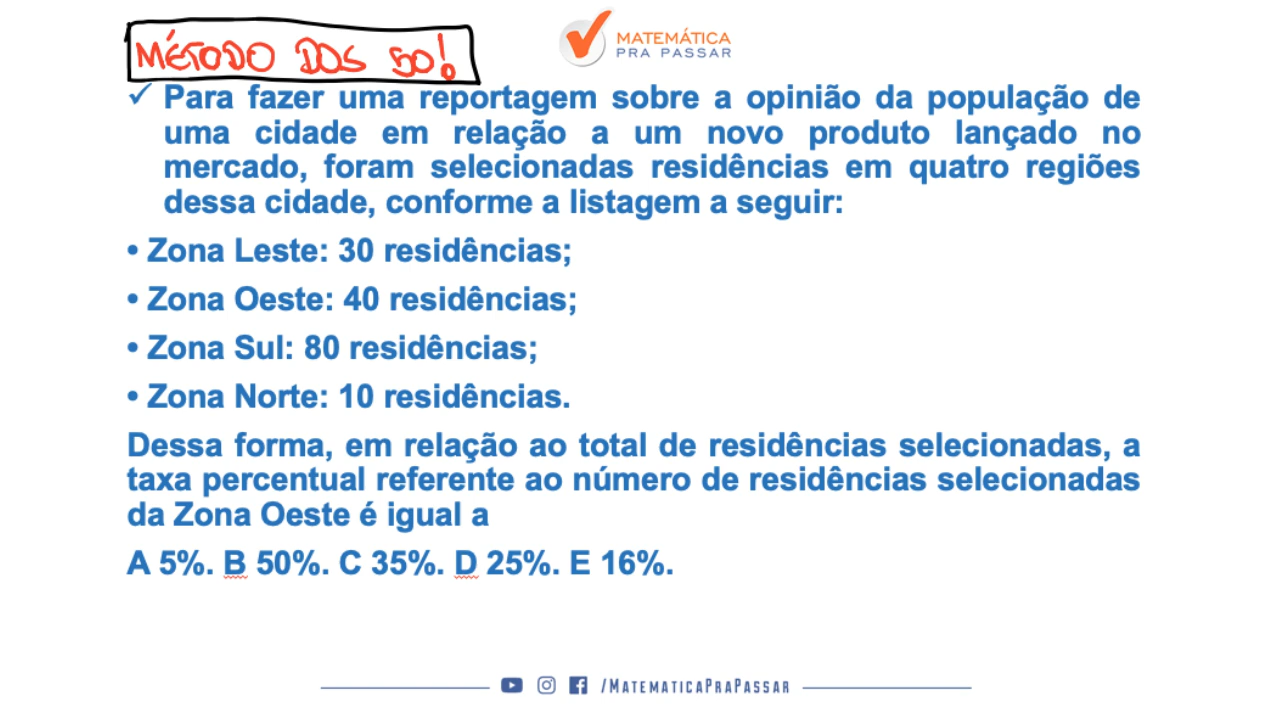 MÉTODO DOS 50!
MATEMÁTICA
PRA PASSAR
✓ Para fazer uma reportagem sobre a opinião da população de
uma cidade em relação a um novo produto lançado no
mercado, foram selecionadas residências em quatro regiões
dessa cidade, conforme a listagem a seguir:
• Zona Leste: 30 residências;
• Zona Oeste: 40 residências;
• Zona Sul: 80 residências;
• Zona Norte: 10 residências.
Dessa forma, em relação ao total de residências selecionadas, a
taxa percentual referente ao número de residências selecionadas
da Zona Oeste é igual a
A 5%. B 50%. C 35%. D 25%. E 16%.
/MATEMATICAPRAPASSAR